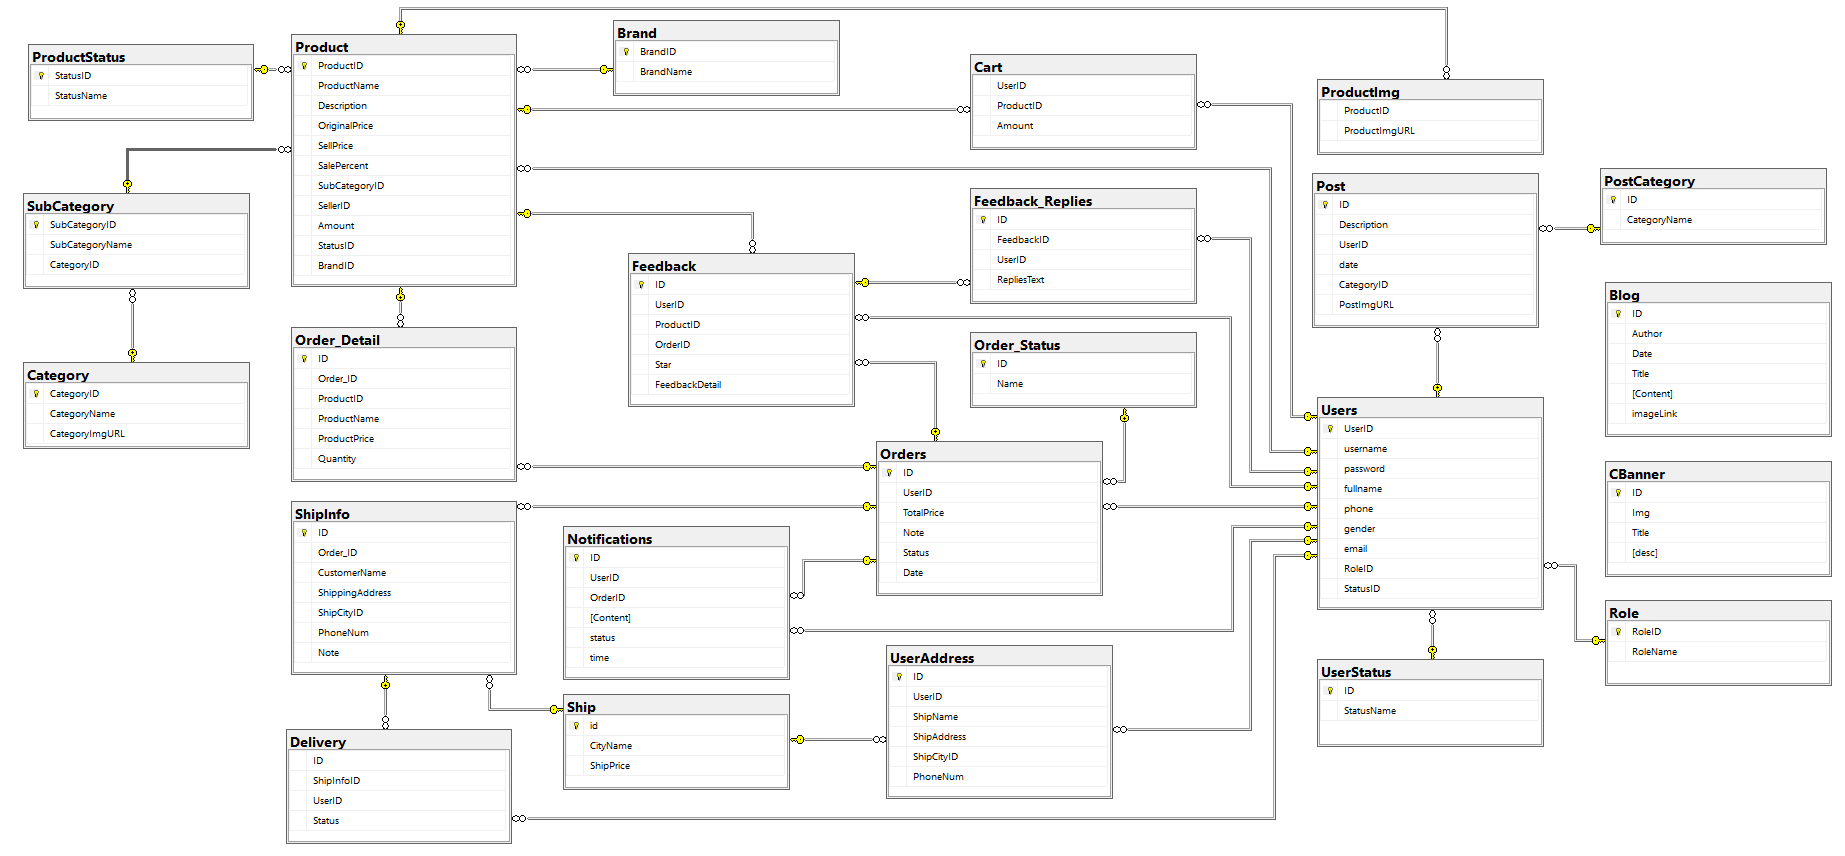 ProductStatus
StatusID
StatusName
Product
ProductID
ProductName
Description
OriginalPrice
SellPrice
SalePercent
SubCategoryID
SellerID
Amount
StatusID
BrandID
Brand
BrandID
BrandName
Cart
UserID
ProductID
Amount
ProductImg
ProductID
ProductImgURL
SubCategory
SubCategoryID
SubCategoryName
CategoryID
Feedback_Replies
ID
FeedbackID
UserID
RepliesText
Post
ID
Description
UserID
date
CategoryID
PostImgURL
PostCategory
ID
CategoryName
Feedback
ID
UserID
ProductID
OrderID
Star
FeedbackDetail
Blog
ID
Author
Date
Title
[Content]
imageLink
Category
CategoryID
CategoryName
CategoryImgURL
Order_Detail
ID
Order_ID
ProductID
ProductName
ProductPrice
Quantity
Order_Status
ID
Name
Users
UserID
username
password
fullname
phone
gender
email
RoleID
StatusID
Orders
ID
UserID
TotalPrice
Note
Status
Date
CBanner
ID
Img
Title
[desc]
ShipInfo
ID
Order_ID
CustomerName
ShippingAddress
ShipCityID
PhoneNum
Note
Notifications
ID
UserID
OrderID
[Content]
status
time
Role
RoleID
RoleName
UserAddress
ID
UserID
ShipName
ShipAddress
ShipCityID
PhoneNum
UserStatus
ID
StatusName
Ship
id
CityName
ShipPrice
Delivery
ID
ShipInfoID
UserID
Status